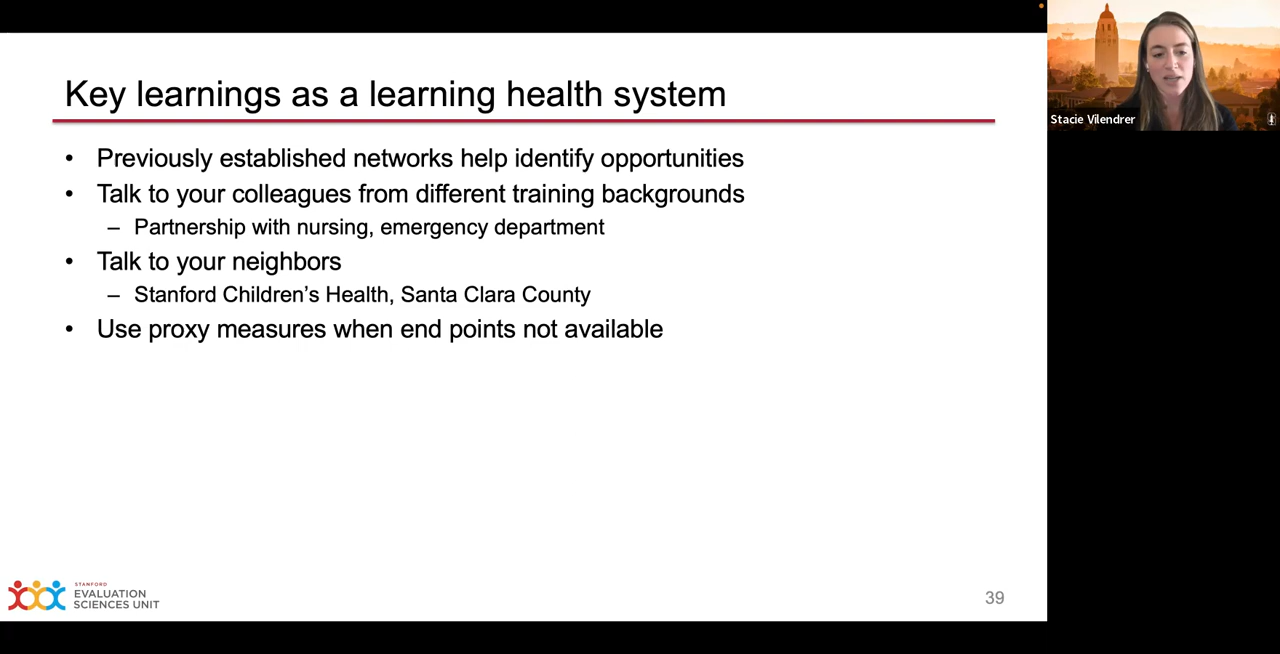 Key learnings as a learning health system
• Previously established networks help identify opportunities
• Talk to your colleagues from different training backgrounds
– Partnership with nursing, emergency department
• Talk to your neighbors
– Stanford Children’s Health, Santa Clara County
• Use proxy measures when end points not available
STANFORD
EVALUATION
SCIENCES UNIT
39
Stacie Vilendrer